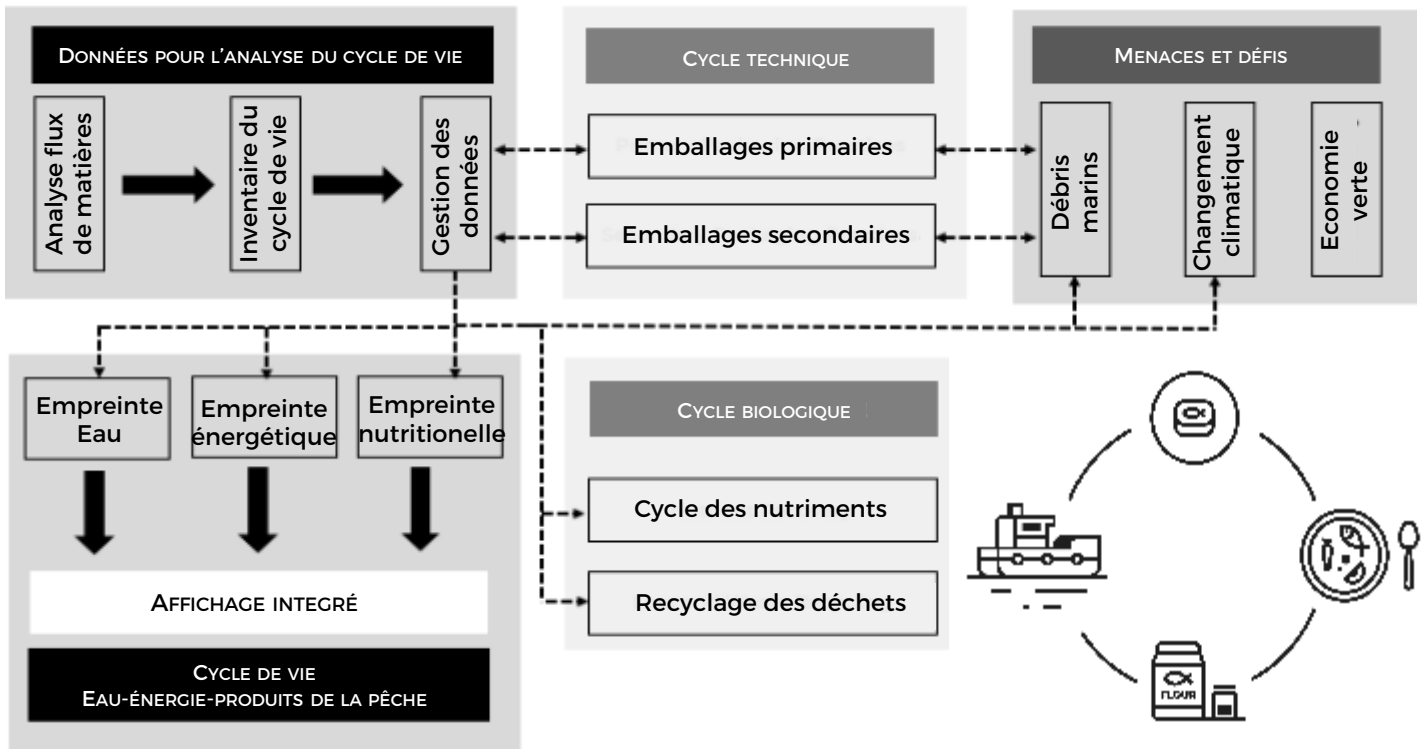 DONNÉES POUR L'ANALYSE DU CYCLE DE VIE
Analyse flux
de matières
Inventaire du
cycle de vie
Gestion des
données
CYCLE TECHNIQUE
Emballages primaires
Emballages secondaires
MENACES ET DÉFIS
Débris
marins
Changement
climatique
Economie
verte
Empreinte
Eau
Empreinte
énergétique
Empreinte
nutritionelle
AFFICHAGE INTEGRÉ
CYCLE DE VIE
EAU-ÉNERGIE-PRODUITS DE LA PÊCHE
CYCLE BIOLOGIQUE
Cycle des nutriments
Recyclage des déchets
FLOUR